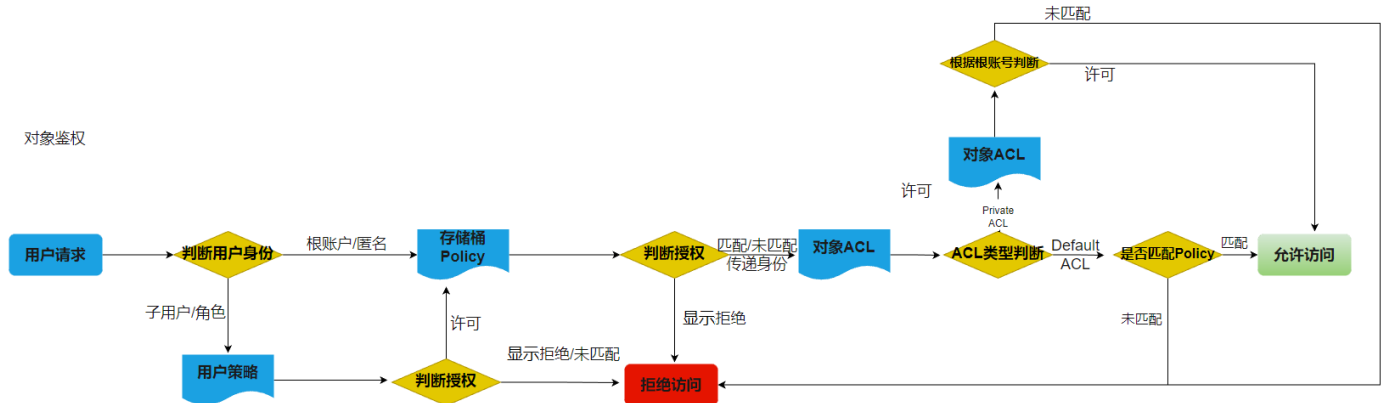 未匹配
根据根账号判断
许可
对象鉴权
对象ACL
许可
Private
ACL
用户请求
判断用户身份
根账户/匿名
存储桶
Policy
判断授权
匹配/未匹配
传递身份
对象ACL
ACL类型判断
Default
ACL
是否匹配Policy
匹配
允许访问
子用户/角色
许可
显示拒绝
未匹配
用户策略
判断授权
显示拒绝/未匹配
拒绝访问